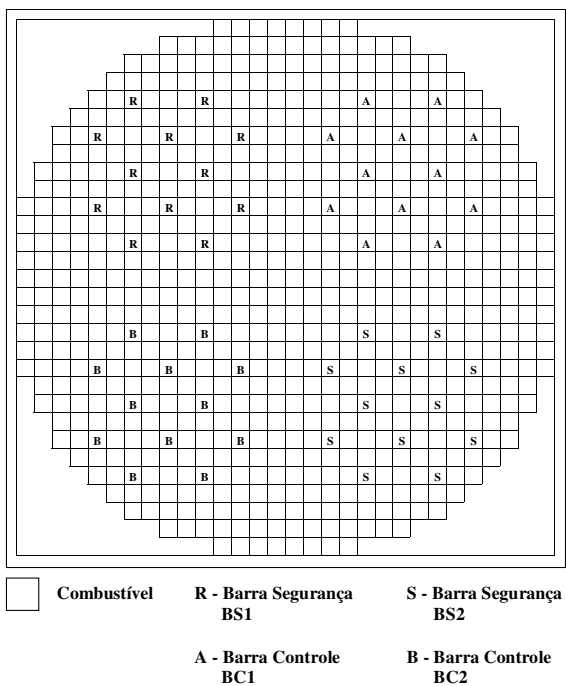 R R A A
R R R A A A
R R A A
R R R A A A
R R A A
B B S S
B B B S S S
B B S S
B B B S S S
B B S S
Combustível R - Barra Segurança S - Barra Segurança
BS1 BS2
A - Barra Controle B - Barra Controle
BC1 BC2